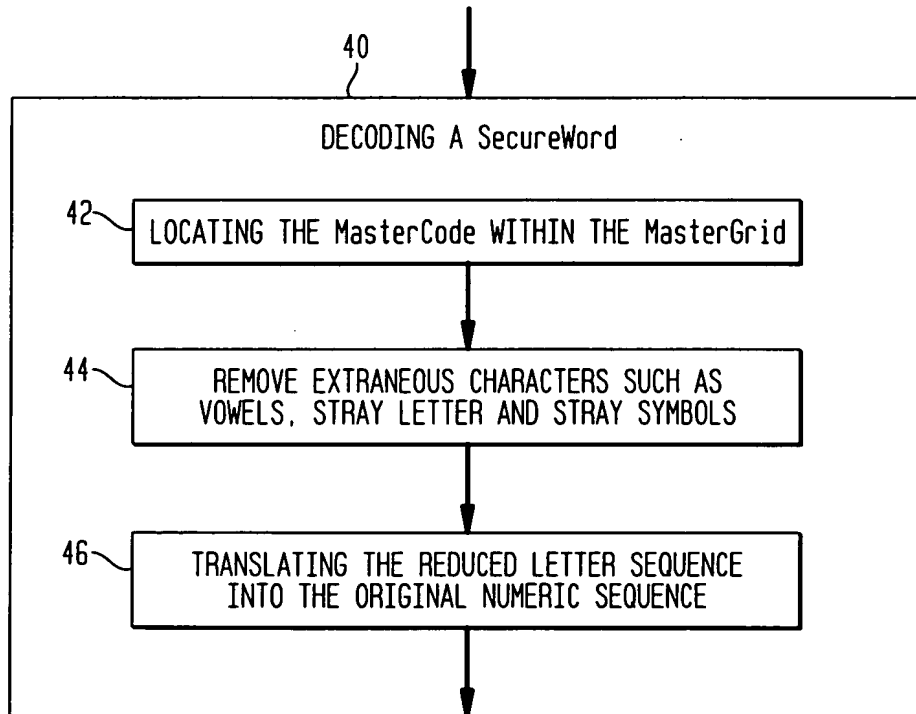 40
DECODING A SecureWord
42
LOCATING THE MasterCode WITHIN THE MasterGrid
44
REMOVE EXTRANEOUS CHARACTERS SUCH AS
VOWELS, STRAY LETTER AND STRAY SYMBOLS
46
TRANSLATING THE REDUCED LETTER SEQUENCE
INTO THE ORIGINAL NUMERIC SEQUENCE